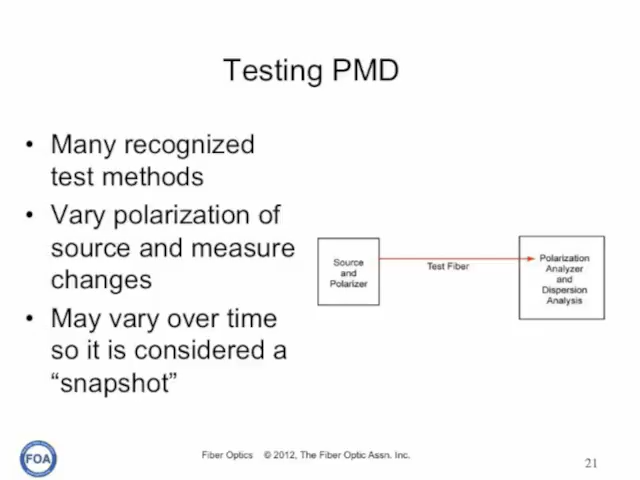 Testing PMD
• Many recognized
test methods
• Vary polarization of
source and measure
changes
• May vary over time
so it is considered a
“snapshot”
Source
and
Polarizer
Test Fiber
Polarization
Analyzer
and
Dispersion
Analysis
FOA
Fiber Optics © 2012, The Fiber Optic Assn. Inc.
21